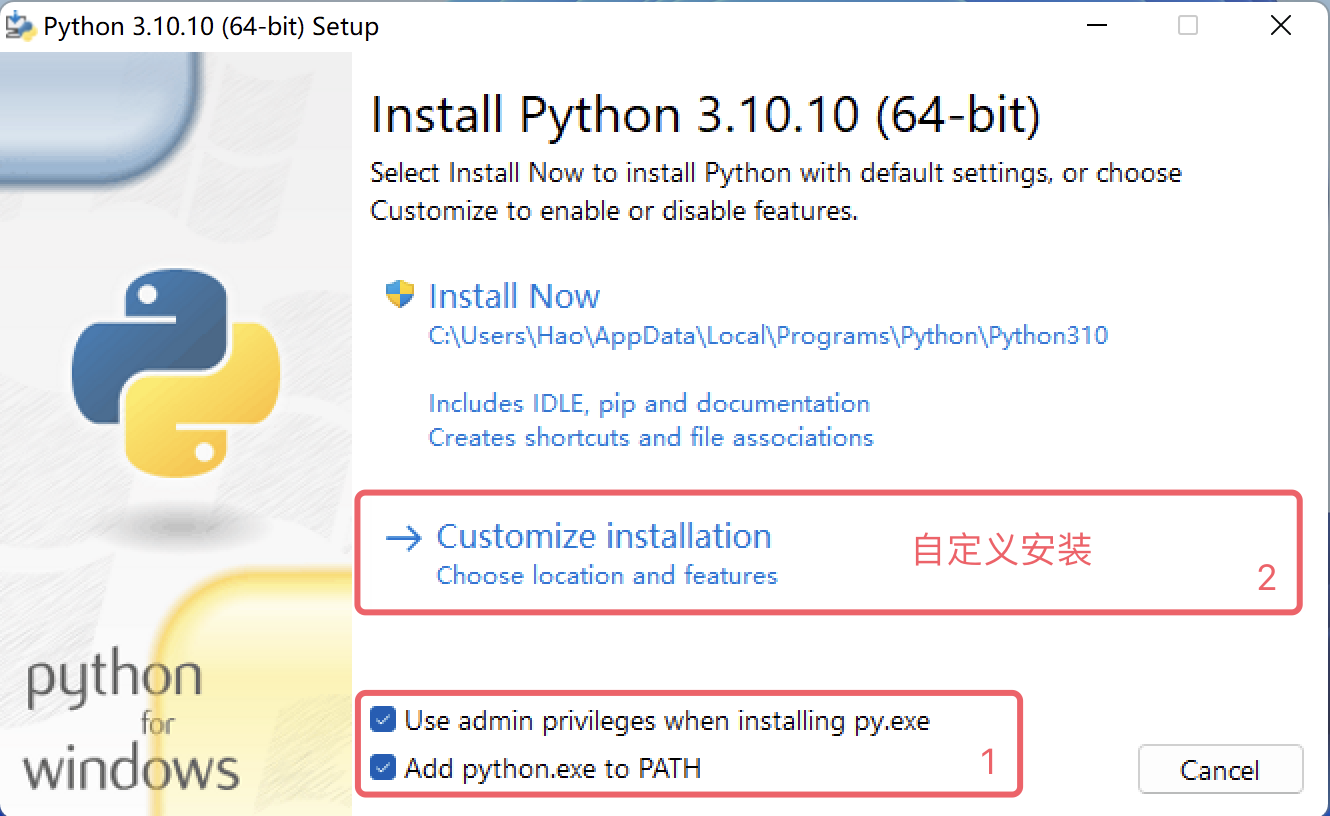 Python 3.10.10 (64-bit) Setup
Install Python 3.10.10 (64-bit)
Select Install Now to install Python with default settings, or choose
Customize to enable or disable features.
Install Now
C:\Users\Hao\AppData\Local\Programs\Python\Python310
Includes IDLE, pip and documentation
Creates shortcuts and file associations
Customize installation
Choose location and features
自定义安装
2
python
for
windows
Use admin privileges when installing py.exe
Add python.exe to PATH
1
Cancel